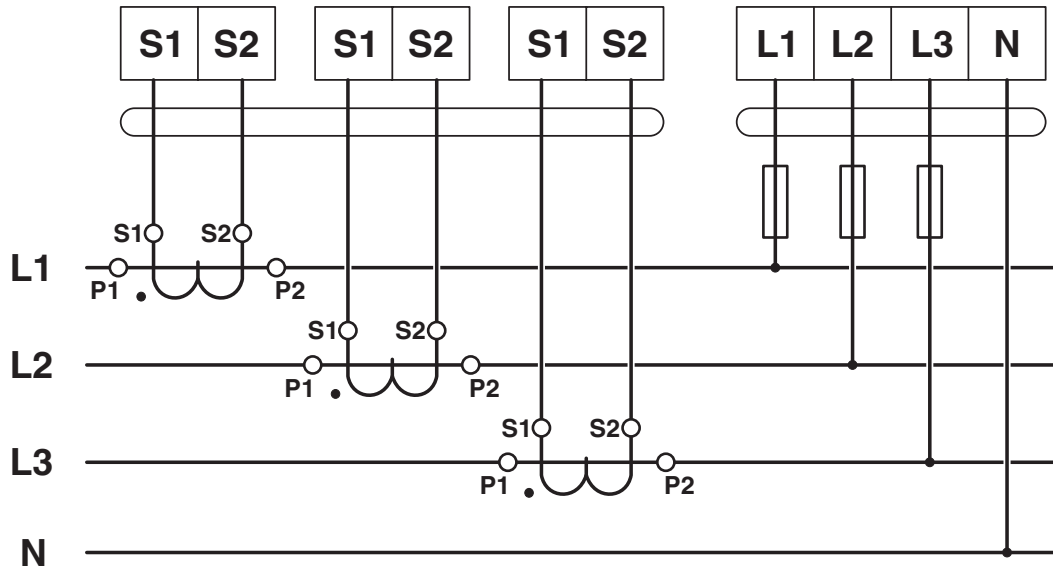 S1 S2 S1 S2 S1 S2 L1 L2 L3 N
S1 S2
L1
P1 P2
S1 S2
L2
P1 P2
S1 S2
L3
P1 P2
N